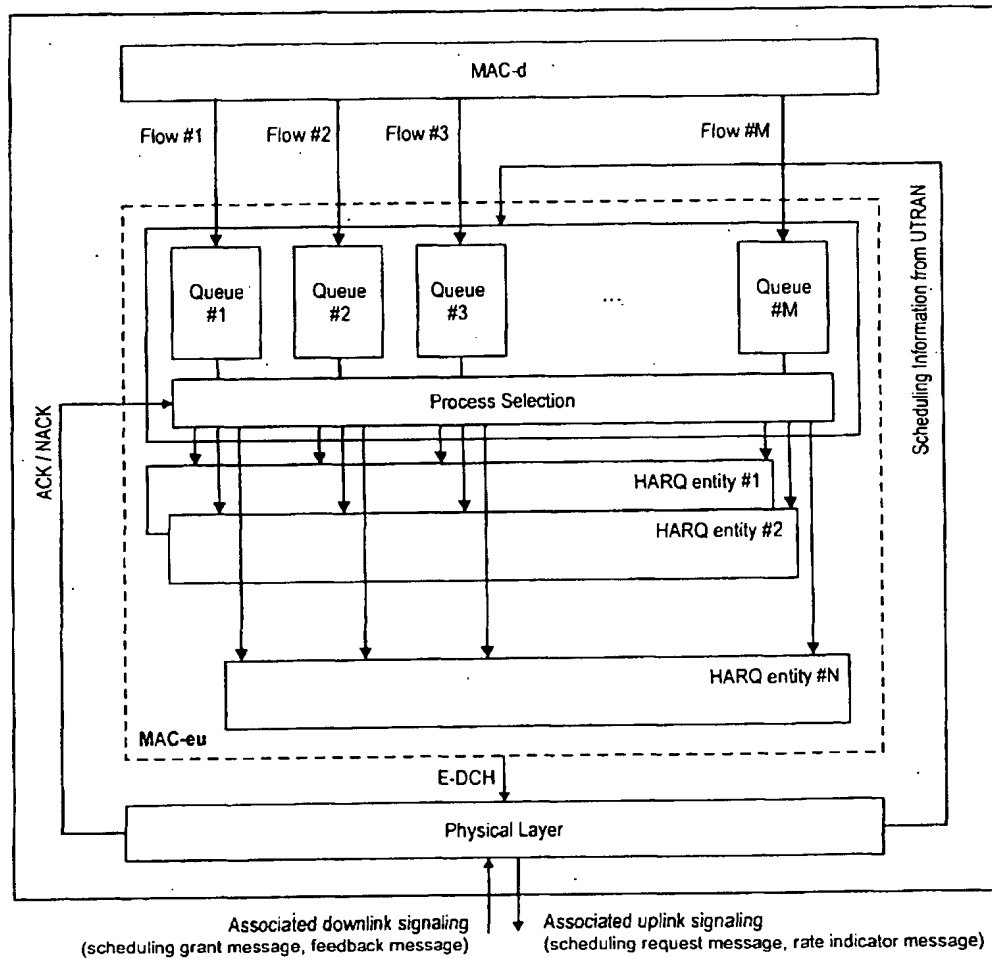 MAC-d
Flow #1
Flow #2
Flow #3
Flow #M
Scheduling Information from UTRAN
Queue
#1
Queue
#2
Queue
#3
...
Queue
#M
Process Selection
ACK / NACK
HARQ entity #1
HARQ entity #2
HARQ entity #N
MAC-eu
E-DCH
Physical Layer
Associated downlink signaling
(scheduling grant message, feedback message)
Associated uplink signaling
(scheduling request message, rate indicator message)